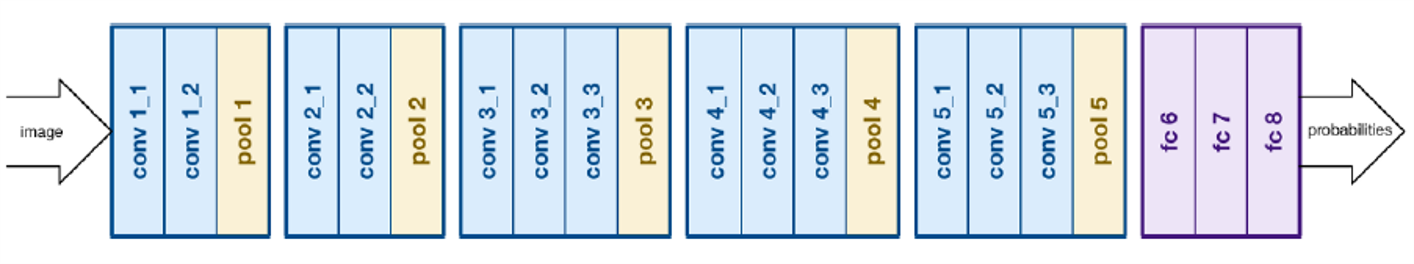 image
conv 1_1
conv 1_2
pool 1
conv 2_1
conv 2_2
pool 2
conv 3_1
conv 3_2
conv 3_3
pool 3
conv 4_1
conv 4_2
conv 4_3
pool 4
conv 5_1
conv 5_2
conv 5_3
pool 5
fc 6
fc 7
fc 8
probabilities